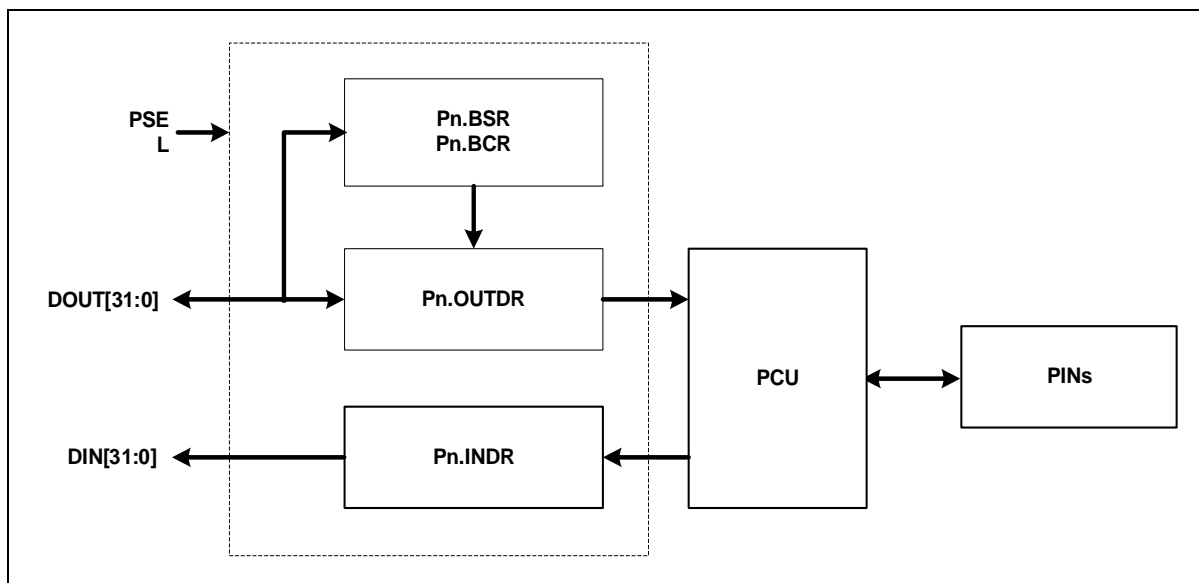 PSE
L
Pn.BSR
Pn.BCR
DOUT[31:0]
Pn.OUTDR
PCU
PINs
DIN[31:0]
Pn.INDR